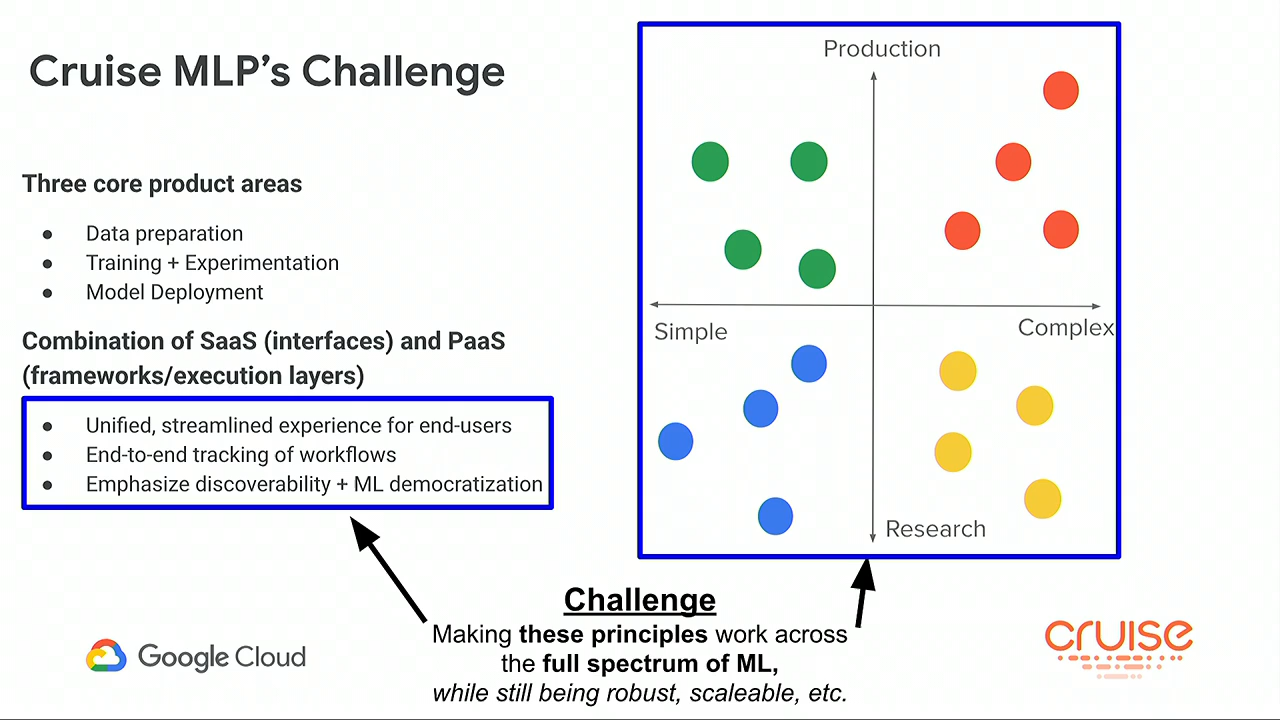 Cruise MLP's Challenge
Three core product areas
● Data preparation
● Training + Experimentation
● Model Deployment
Combination of SaaS (interfaces) and PaaS
(frameworks/execution layers)
● Unified, streamlined experience for end-users
● End-to-end tracking of workflows
● Emphasize discoverability + ML democratization
Production
Simple
Complex
Research
Challenge
Making these principles work across
the full spectrum of ML,
while still being robust, scaleable, etc.
Google Cloud
cruise